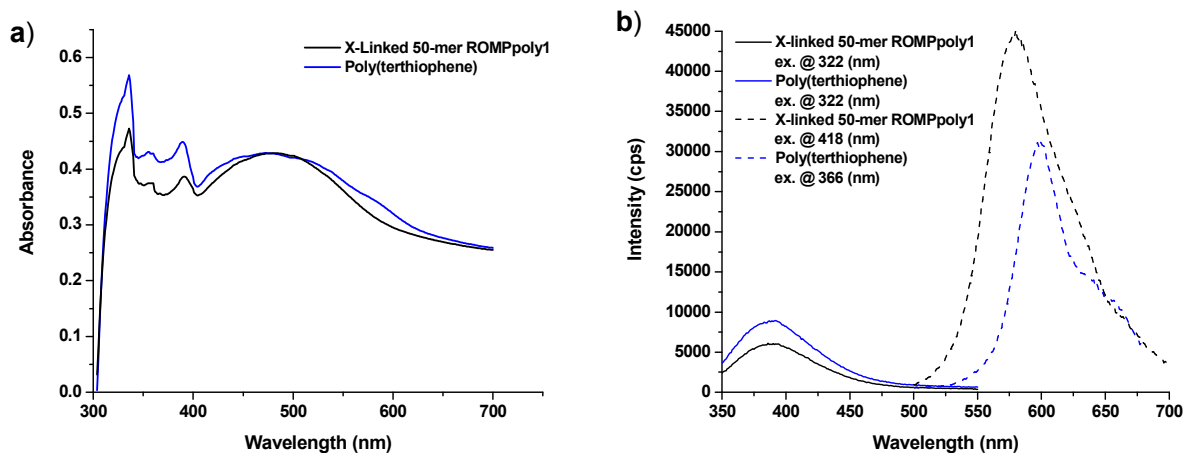 a)
X-Linked 50-mer ROMPpoly1
Poly(terthiophene)
0.6
0.5
0.4
0.3
0.2
0.1
0.0
Absorbance
300 400 500 600 700
Wavelength (nm)
b)
X-linked 50-mer ROMPpoly1
ex. @ 322 (nm)
Poly(terthiophene)
ex. @ 322 (nm)
X-linked 50-mer ROMPpoly1
ex. @ 418 (nm)
Poly(terthiophene)
ex. @ 366 (nm)
45000
40000
35000
30000
25000
20000
15000
10000
5000
0
Intensity (cps)
350 400 450 500 550 600 650 700
Wavelength (nm)